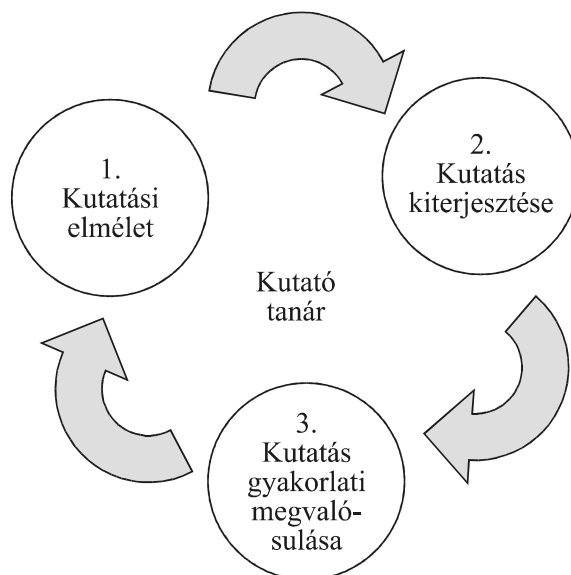 1.
Kutatási
elmélet
2.
Kutatás
kiterjesztése
Kutató
tanár
3.
Kutatás
gyakorlati
megvaló-
sulása